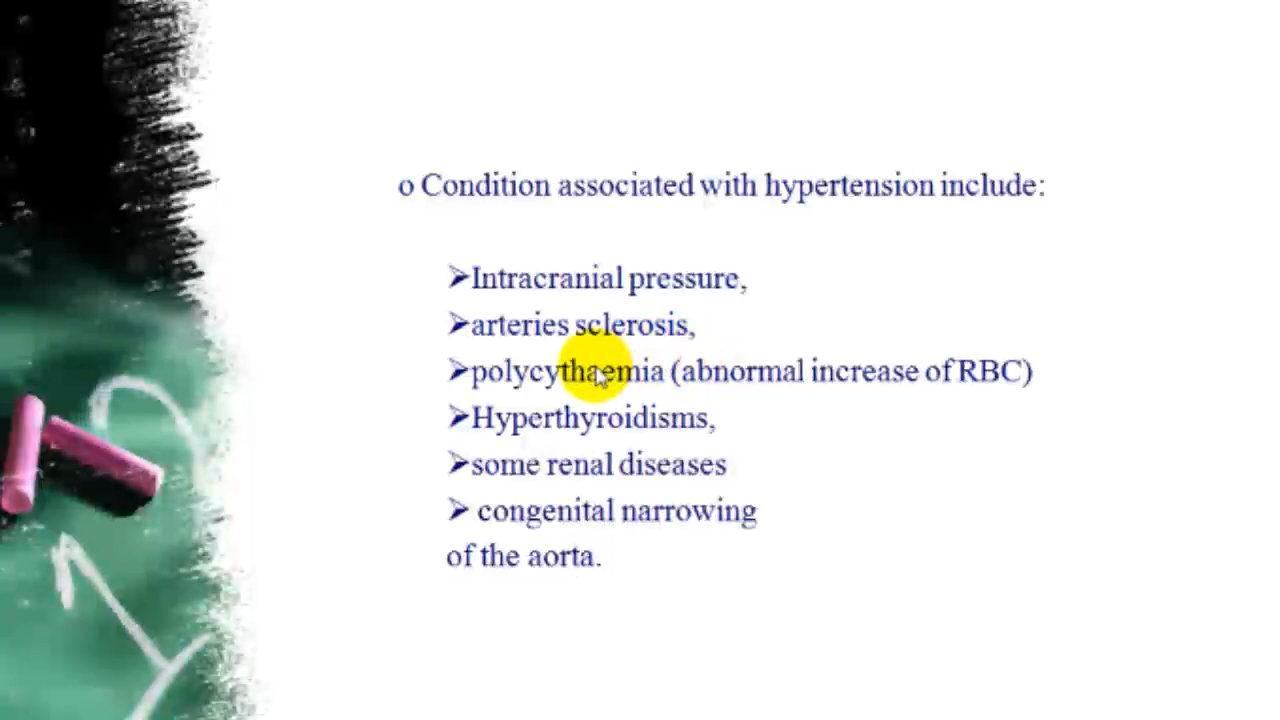 o Condition associated with hypertension include:
➢Intracranial pressure,
➢arteries sclerosis,
➢polycythaemia (abnormal increase of RBC)
➢Hyperthyroidisms,
➢some renal diseases
➢ congenital narrowing
of the aorta.